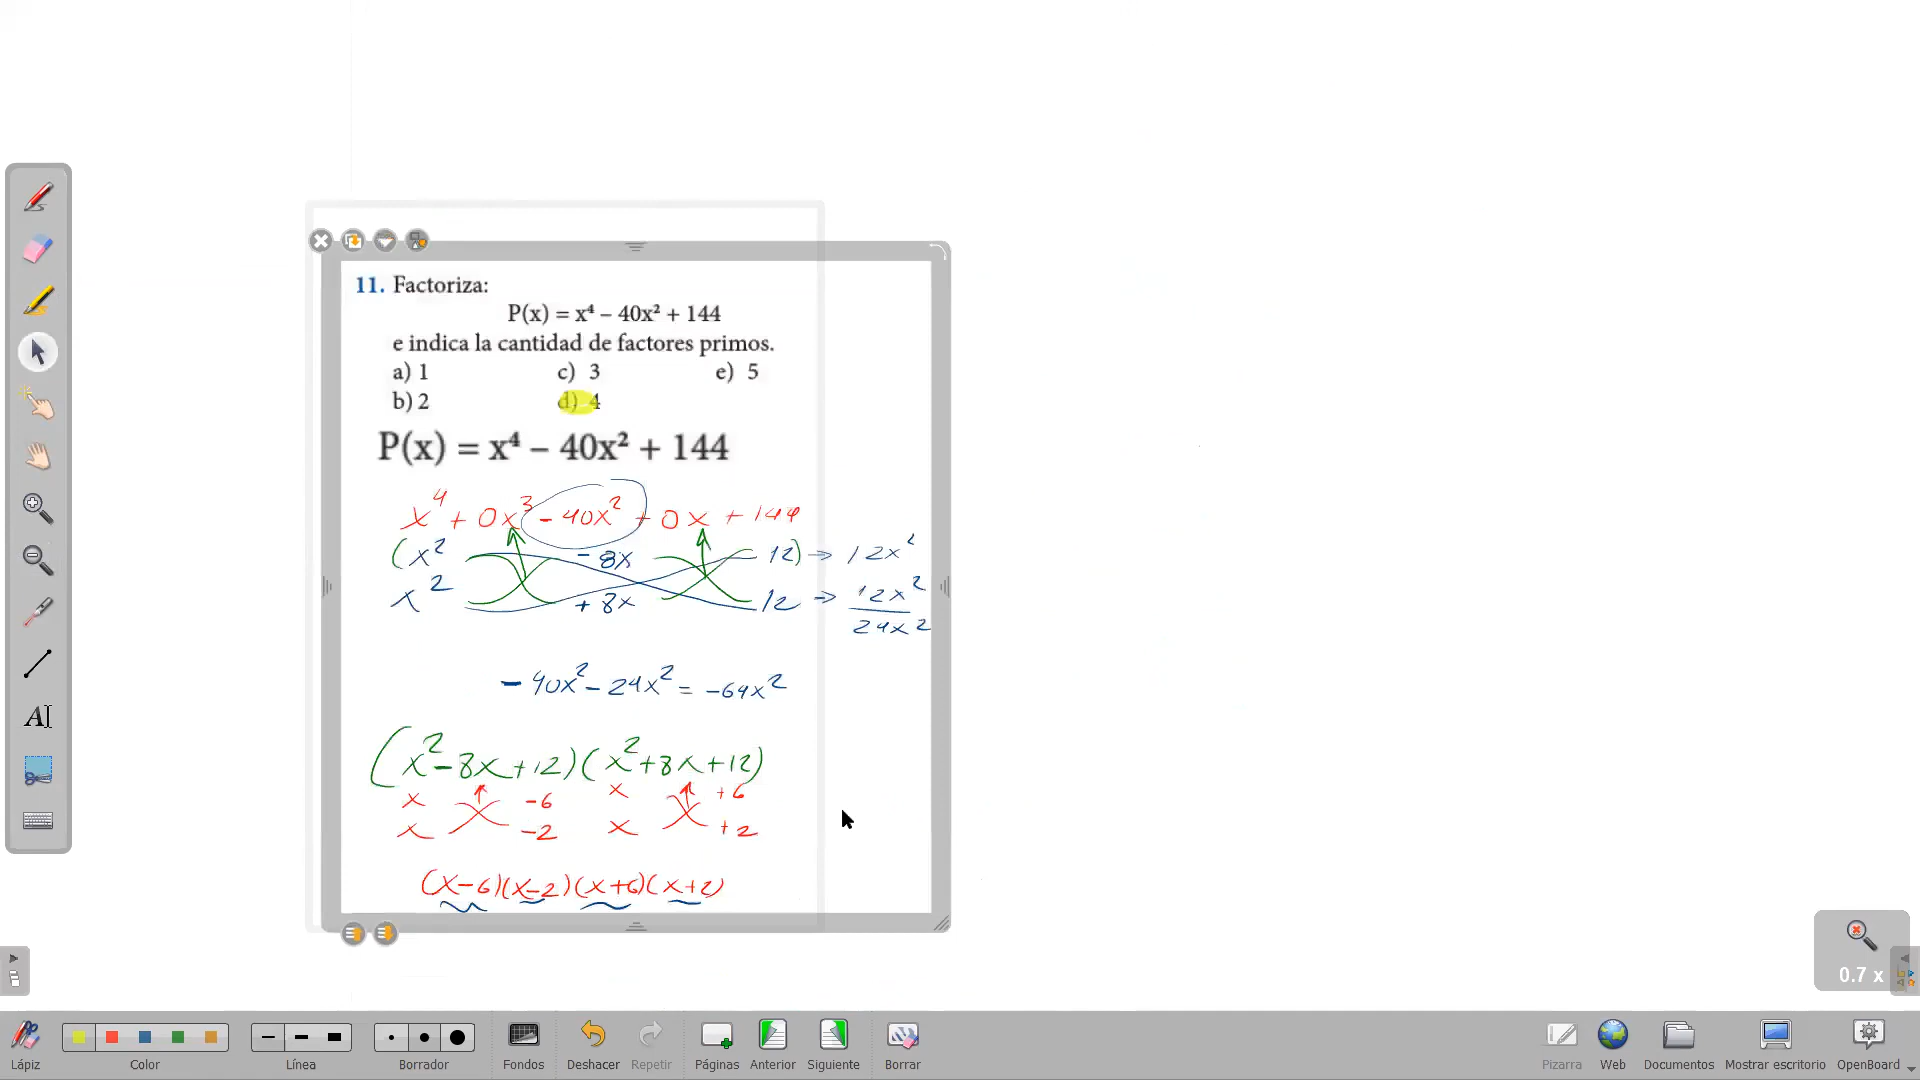 11. Factoriza:
P(x) = x⁴ – 40x² + 144
e indica la cantidad de factores primos.
a) 1 c) 3 e) 5
b) 2 d) 4
P(x) = x⁴ – 40x² + 144
x⁴ + 0x³ - 40x² + 0x + 144
(x² - 8x 12) → 12x²
x² + 8x 12 → 12x²
24x²
- 40x² - 24x² = -64x²
(x² - 8x + 12)(x² + 8x + 12)
x -6 x +6
x -2 x +2
(x-6)(x-2)(x+6)(x+2)
0.7 x
Lápiz Color Línea Borrador Fondos Deshacer Repetir Páginas Anterior Siguiente Borrar Pizarra Web Documentos Mostrar escritorio OpenBoard